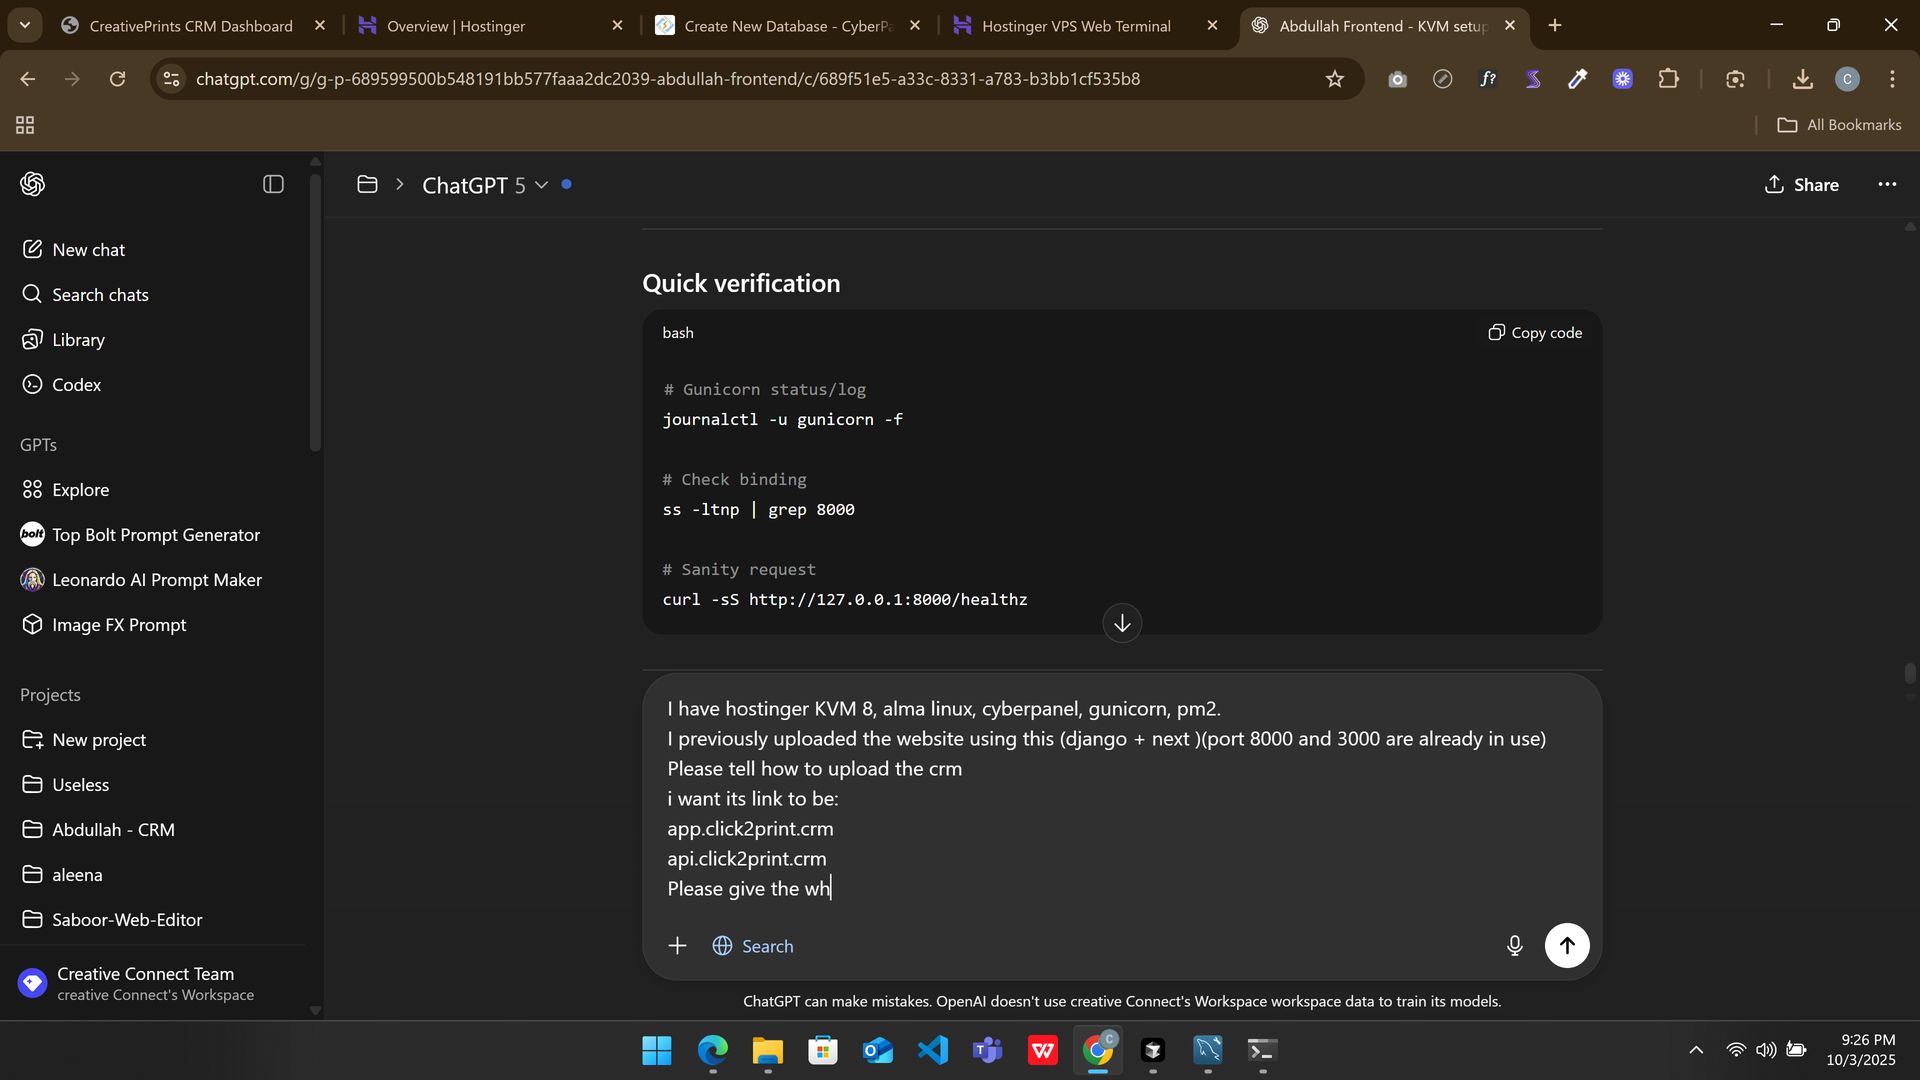 CreativePrints CRM Dashboard
Overview | Hostinger
Create New Database - CyberPa
Hostinger VPS Web Terminal
Abdullah Frontend - KVM setup
chatgpt.com/g/g-p-689599500b548191bb577faaa2dc2039-abdullah-frontend/c/689f51e5-a33c-8331-a783-b3bb1cf535b8
f?
C
All Bookmarks
ChatGPT 5
Share
New chat
Search chats
Library
Codex
GPTs
Explore
bolt
Top Bolt Prompt Generator
Leonardo AI Prompt Maker
Image FX Prompt
Projects
New project
Useless
Abdullah - CRM
aleena
Saboor-Web-Editor
Creative Connect Team
creative Connect's Workspace
Quick verification
bash
Copy code
# Gunicorn status/log
journalctl -u gunicorn -f
# Check binding
ss -ltnp | grep 8000
# Sanity request
curl -sS http://127.0.0.1:8000/healthz
I have hostinger KVM 8, alma linux, cyberpanel, gunicorn, pm2.
I previously uploaded the website using this (django + next )(port 8000 and 3000 are already in use)
Please tell how to upload the crm
i want its link to be:
app.click2print.crm
api.click2print.crm
Please give the wh
Search
ChatGPT can make mistakes. OpenAI doesn't use creative Connect's Workspace workspace data to train its models.
C
9:26 PM
10/3/2025